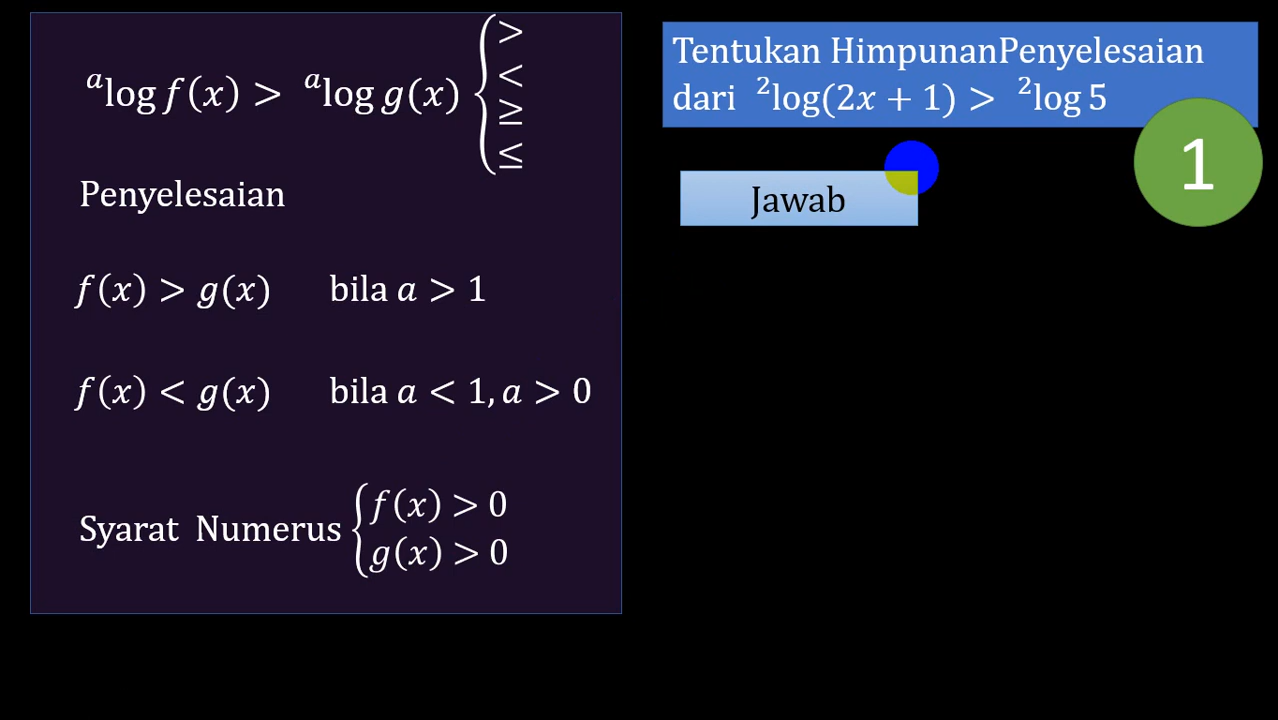 ᵃlog f(x) > ᵃlog g(x) { >
<
≥
≤
Penyelesaian
f(x) > g(x) bila a > 1
f(x) < g(x) bila a < 1, a > 0
Syarat Numerus { f(x) > 0
g(x) > 0
Tentukan HimpunanPenyelesaian
dari ²log(2x + 1) > ²log 5
1
Jawab